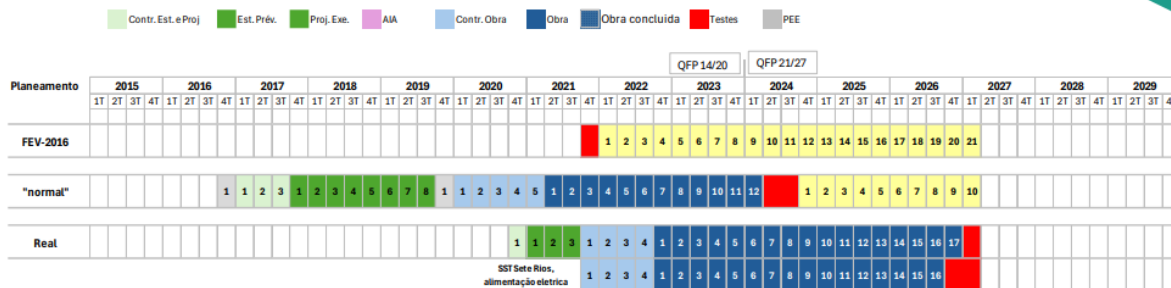 Contr. Est. e Proj Est. Prév. Proj. Exe. AIA Contr. Obra Obra Obra concluida Testes PEE
QFP 14/20 QFP 21/27
Planeamento 2015 2016 2017 2018 2019 2020 2021 2022 2023 2024 2025 2026 2027 2028 2029
1T 2T 3T 4T 1T 2T 3T 4T 1T 2T 3T 4T 1T 2T 3T 4T 1T 2T 3T 4T 1T 2T 3T 4T 1T 2T 3T 4T 1T 2T 3T 4T 1T 2T 3T 4T 1T 2T 3T 4T 1T 2T 3T 4T 1T 2T 3T 4T 1T 2T 3T 4T 1T 2T 3T 4T 1T 2T 3T
FEV-2016 1 2 3 4 5 6 7 8 9 10 11 12 13 14 15 16 17 18 19 20 21
"normal" 1 1 2 3 1 2 3 4 5 6 7 8 1 1 2 3 4 5 1 2 3 4 5 6 7 8 9 10 11 12 1 2 3 4 5 6 7 8 9 10
Real 1 1 2 3 1 2 3 4 1 2 3 4 5 6 7 8 9 10 11 12 13 14 15 16 17
SST Sete Rios, 1 2 3 4 1 2 3 4 5 6 7 8 9 10 11 12 13 14 15 16
alimentação eletrica